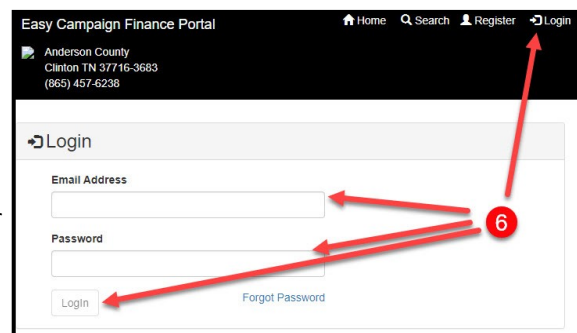 Easy Campaign Finance Portal
Home Search Register Login
Anderson County
Clinton TN 37716-3683
(865) 457-6238
Login
Email Address
6
Password
Login Forgot Password